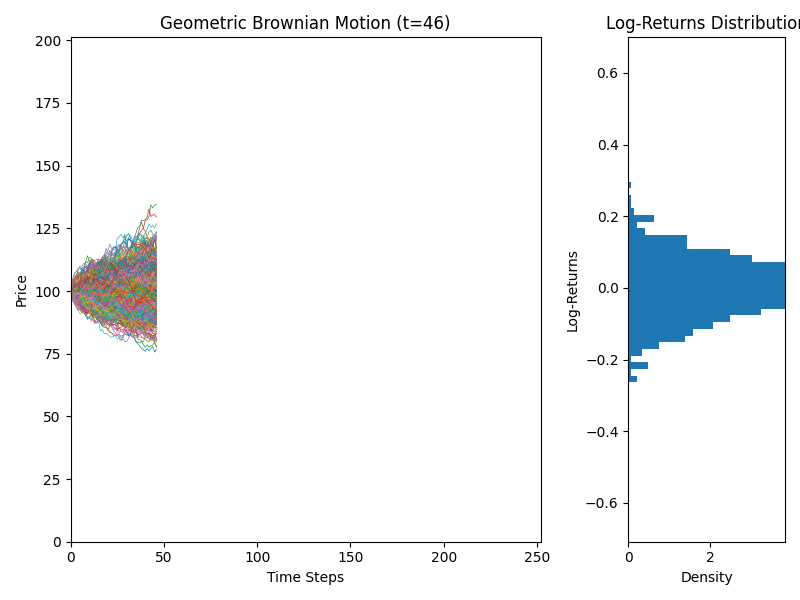 Geometric Brownian Motion (t=46)
Price
200
175
150
125
100
75
50
25
0
0 50 100 150 200 250
Time Steps
Log-Returns Distribution
Log-Returns
0.6
0.4
0.2
0.0
−0.2
−0.4
−0.6
0 2
Density